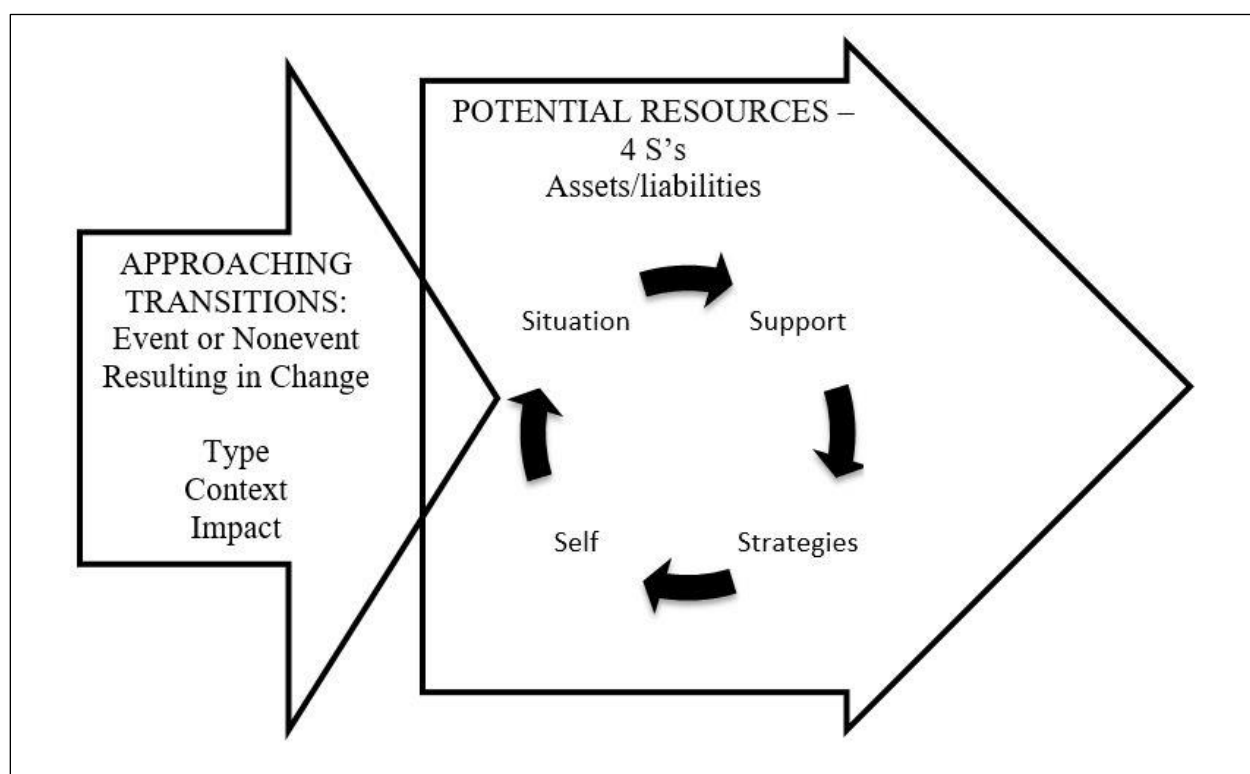 APPROACHING
TRANSITIONS:
Event or Nonevent
Resulting in Change
Type
Context
Impact
POTENTIAL RESOURCES –
4 S’s
Assets/liabilities
Situation
Support
Self
Strategies